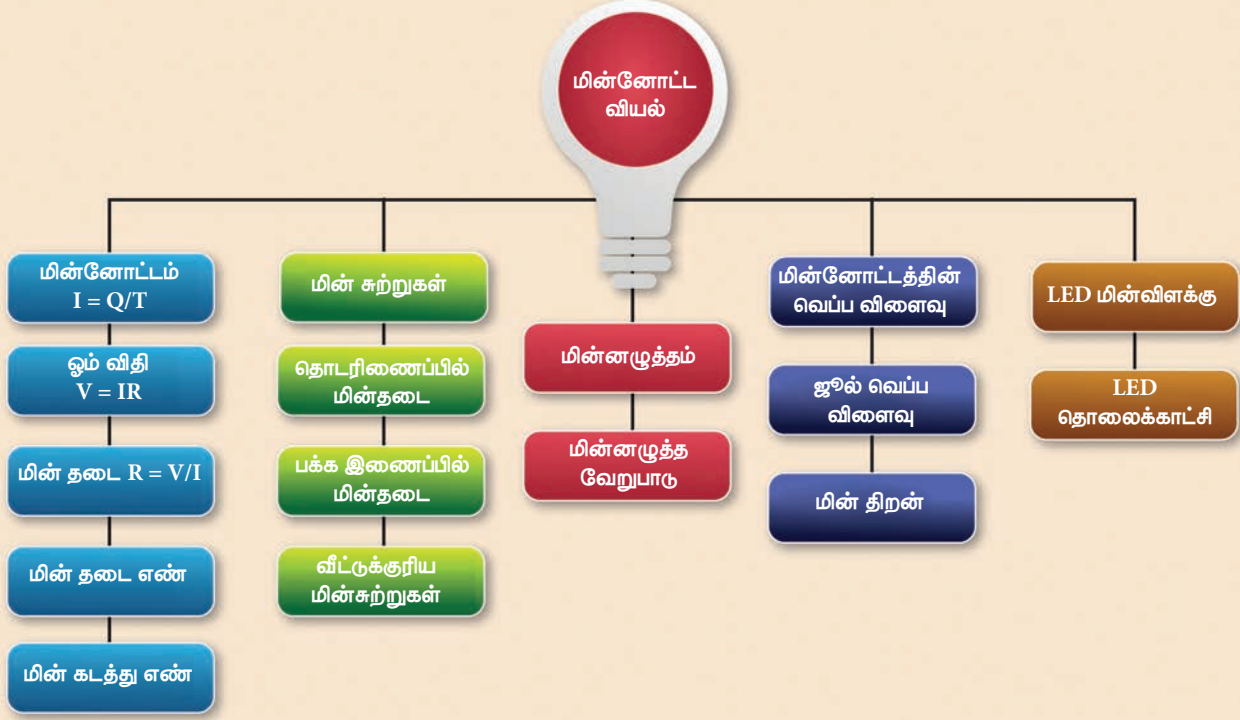 மின்னோட்ட
வியல்
மின்னோட்டம்
I = Q/T
ஓம் விதி
V = IR
மின் தடை R = V/I
மின் தடை எண்
மின் கடத்து எண்
மின் சுற்றுகள்
தொடரிணைப்பில்
மின்தடை
பக்க இணைப்பில்
மின்தடை
வீட்டுக்குரிய
மின்சுற்றுகள்
மின்னழுத்தம்
மின்னழுத்த
வேறுபாடு
மின்னோட்டத்தின்
வெப்ப விளைவு
ஜூல் வெப்ப
விளைவு
மின் திறன்
LED மின்விளக்கு
LED
தொலைக்காட்சி